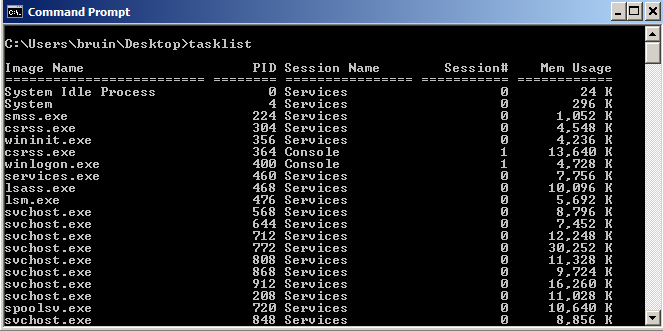 Command Prompt
C:\Users\bruin\Desktop>tasklist
Image Name                     PID Session Name        Session#    Mem Usage
========================= ======== ================ =========== ============
System Idle Process              0 Services                   0         24 K
System                           4 Services                   0        296 K
smss.exe                       224 Services                   0      1,052 K
csrss.exe                      304 Services                   0      4,548 K
wininit.exe                    356 Services                   0      4,236 K
csrss.exe                      364 Console                    1     13,640 K
winlogon.exe                   400 Console                    1      4,728 K
services.exe                   460 Services                   0      7,756 K
lsass.exe                      468 Services                   0     10,096 K
lsm.exe                        476 Services                   0      5,692 K
svchost.exe                    568 Services                   0      8,796 K
svchost.exe                    644 Services                   0      7,452 K
svchost.exe                    712 Services                   0     12,248 K
svchost.exe                    772 Services                   0     30,252 K
svchost.exe                    808 Services                   0     11,328 K
svchost.exe                    868 Services                   0      9,724 K
svchost.exe                    912 Services                   0     16,260 K
svchost.exe                    208 Services                   0     11,028 K
spoolsv.exe                    720 Services                   0     10,640 K
svchost.exe                    848 Services                   0      8,856 K